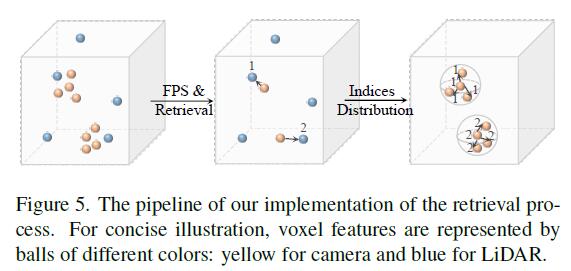 1
FPS &
Retrieval
2
Indices
Distribution
1
1
1
1
2
2
2
2
Figure 5. The pipeline of our implementation of the retrieval pro-
cess. For concise illustration, voxel features are represented by
balls of different colors: yellow for camera and blue for LiDAR.